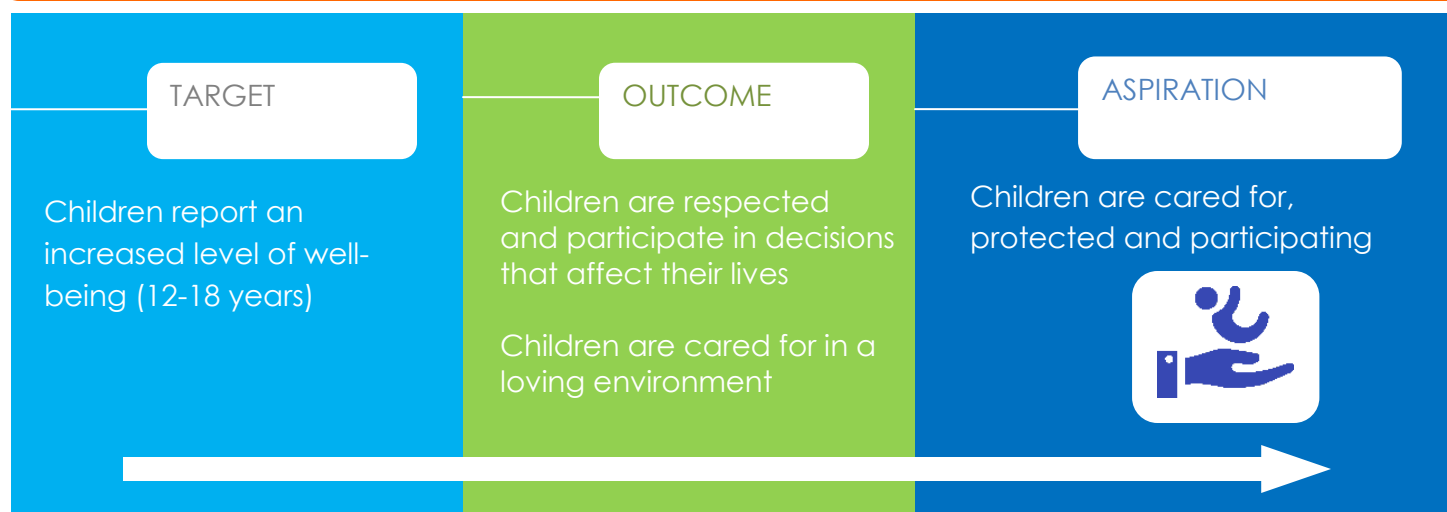 TARGET
Children report an
increased level of well-
being (12-18 years)
OUTCOME
Children are respected
and participate in decisions
that affect their lives
Children are cared for in a
loving environment
ASPIRATION
Children are cared for,
protected and participating